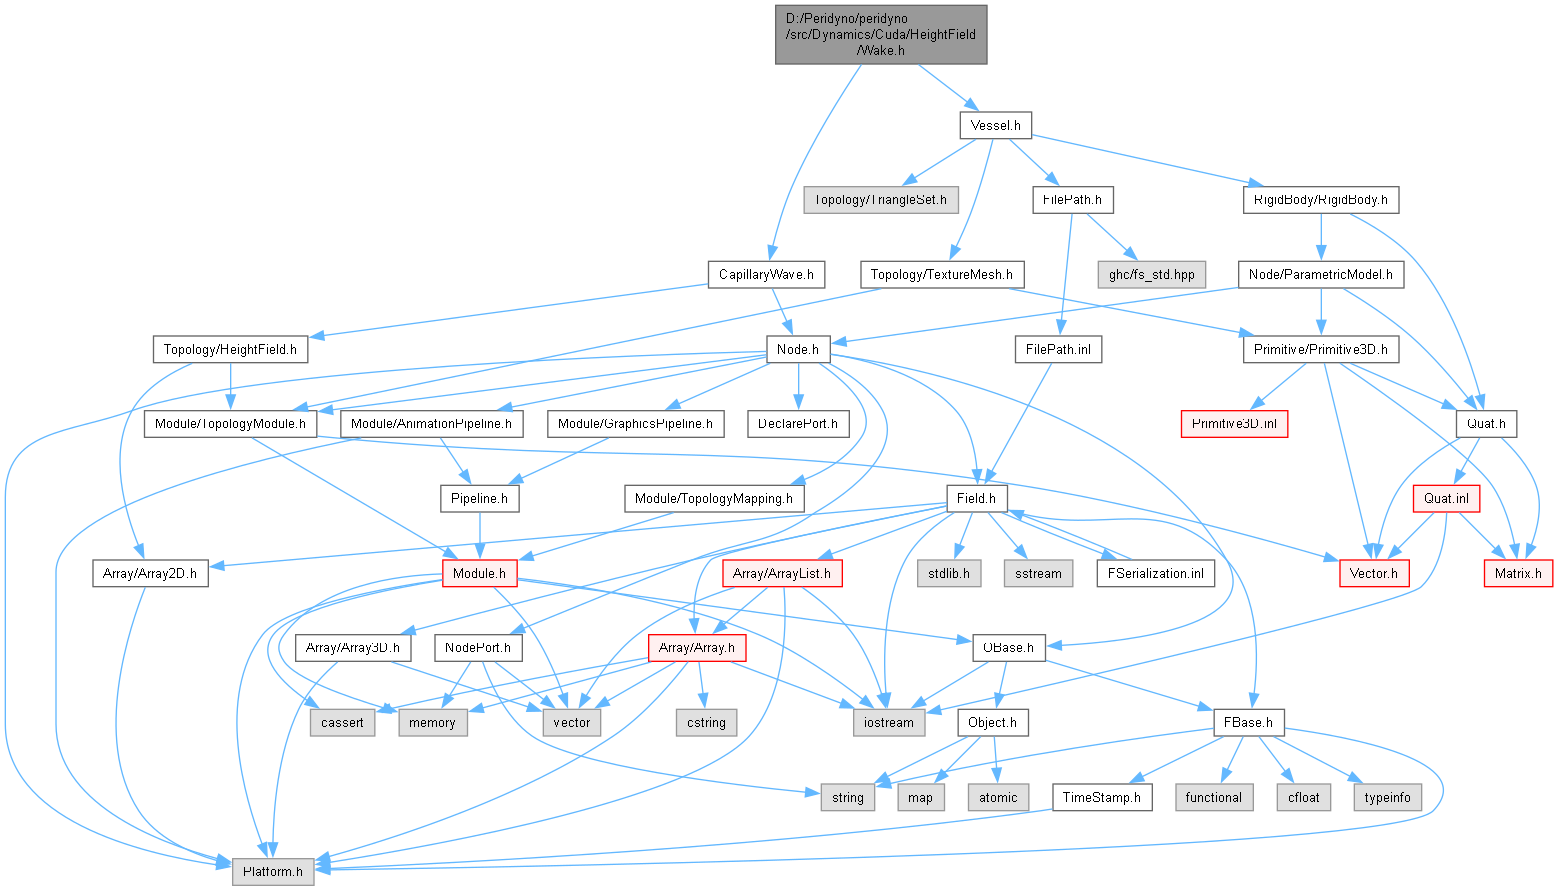 D:/Peridyno/peridyno
/src/Dynamics/Cuda/HeightField
/Wake.h
Vessel.h
Topology/TriangleSet.h
FilePath.h
RigidBody/RigidBody.h
CapillaryWave.h
Topology/TextureMesh.h
ghc/fs_std.hpp
Node/ParametricModel.h
Topology/HeightField.h
Node.h
FilePath.inl
Primitive/Primitive3D.h
Module/TopologyModule.h
Module/AnimationPipeline.h
Module/GraphicsPipeline.h
DeclarePort.h
Primitive3D.inl
Quat.h
Pipeline.h
Module/TopologyMapping.h
Field.h
Quat.inl
Array/Array2D.h
Module.h
Array/ArrayList.h
stdlib.h
sstream
FSerialization.inl
Vector.h
Matrix.h
Array/Array3D.h
NodePort.h
Array/Array.h
OBase.h
cassert
memory
vector
cstring
iostream
Object.h
FBase.h
string
map
atomic
TimeStamp.h
functional
cfloat
typeinfo
Platform.h